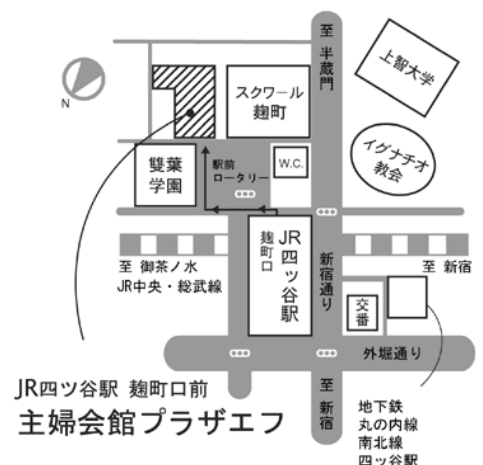 至 半蔵門
上智大学
スクワール
麹町
N
イグナチオ
教会
雙葉
学園
駅前
ロータリー
W.C.
麹町口
JR四ッ谷駅
新宿通り
至 御茶ノ水
JR中央・総武線
至 新宿
交番
外堀通り
至 新宿
JR四ツ谷駅 麹町口前
主婦会館プラザエフ
地下鉄
丸の内線
南北線
四ッ谷駅